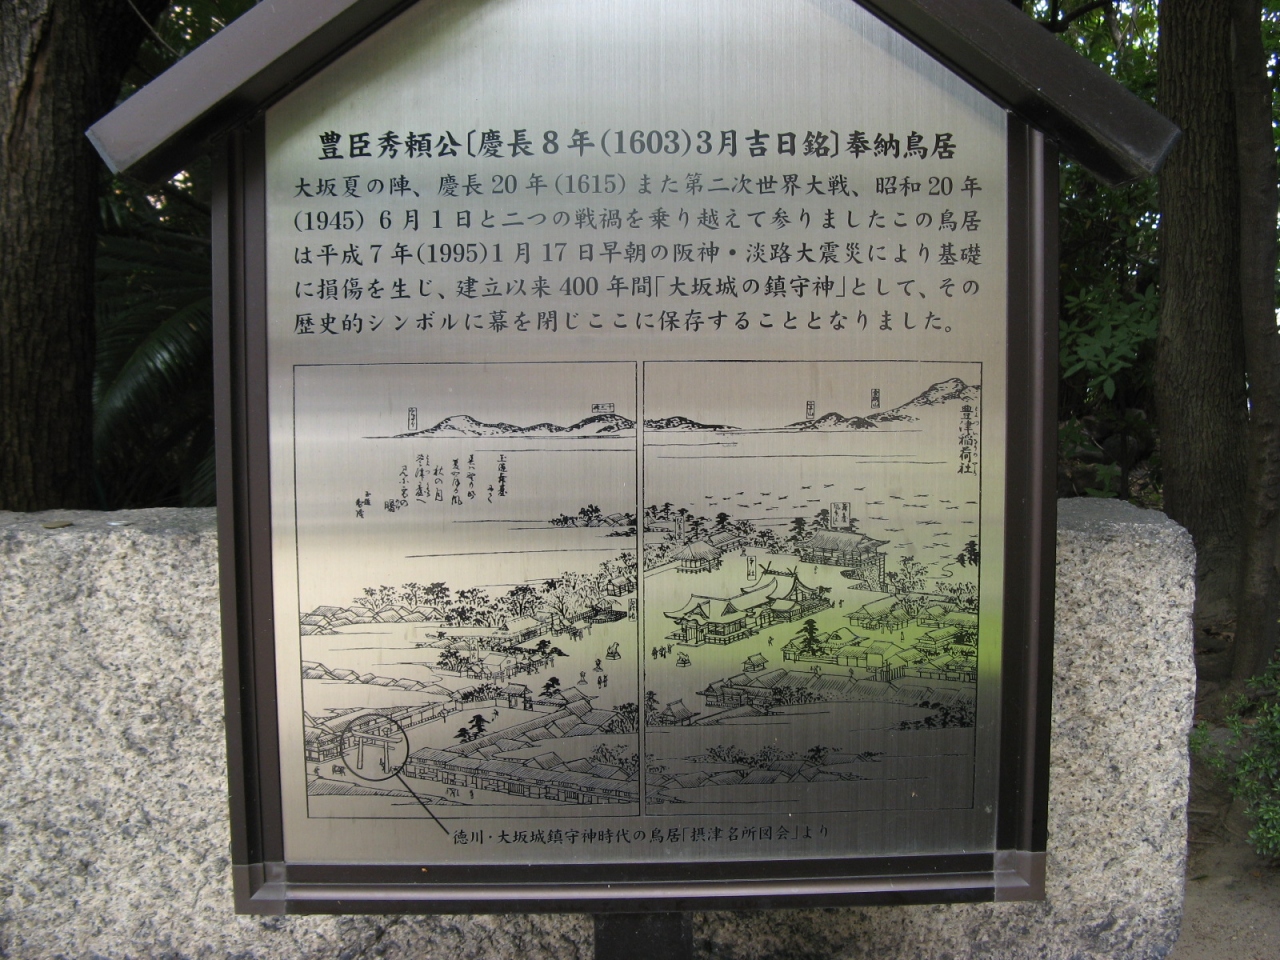 豊臣秀頼公〔慶長8年(1603)3月吉日銘〕奉納鳥居
大坂夏の陣、慶長20年(1615)また第二次世界大戦、昭和20年
(1945)6月1日と二つの戦禍を乗り越えて参りましたこの鳥居
は平成7年(1995)1月17日早朝の阪神・淡路大震災により基礎
に損傷を生じ、建立以来400年間「大坂城の鎮守神」として、その
歴史的シンボルに幕を閉じここに保存することとなりました。
豊津稲荷社
徳川・大坂城鎮守神時代の鳥居「摂津名所図会」より